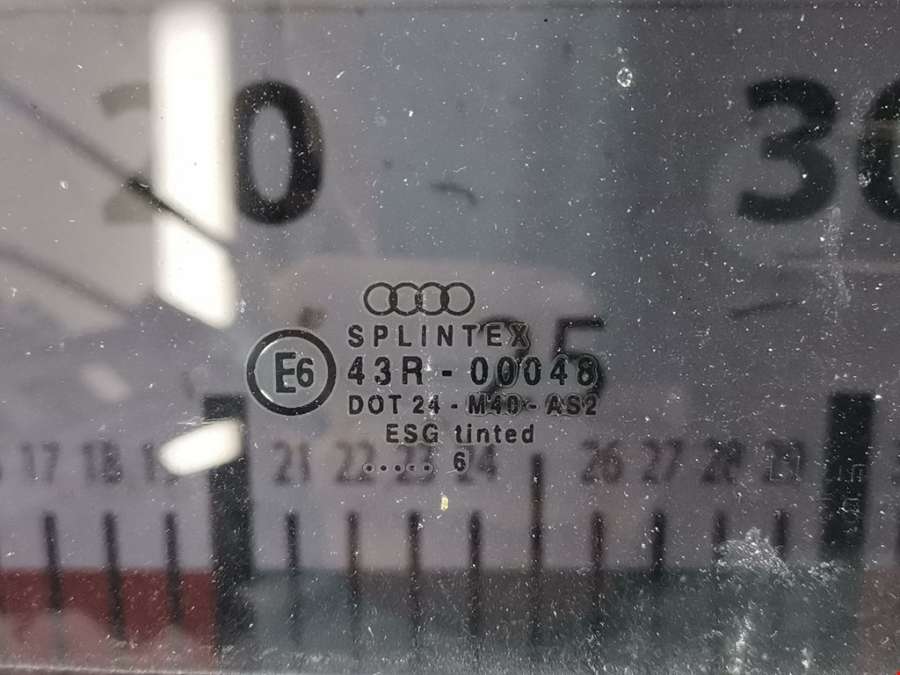 20 30
SPLINTEX
25
E6 43R - 00048
DOT 24 - M40 - AS2
ESG tinted
..... 6
17 18 19 21 22 23 24 26 27 28